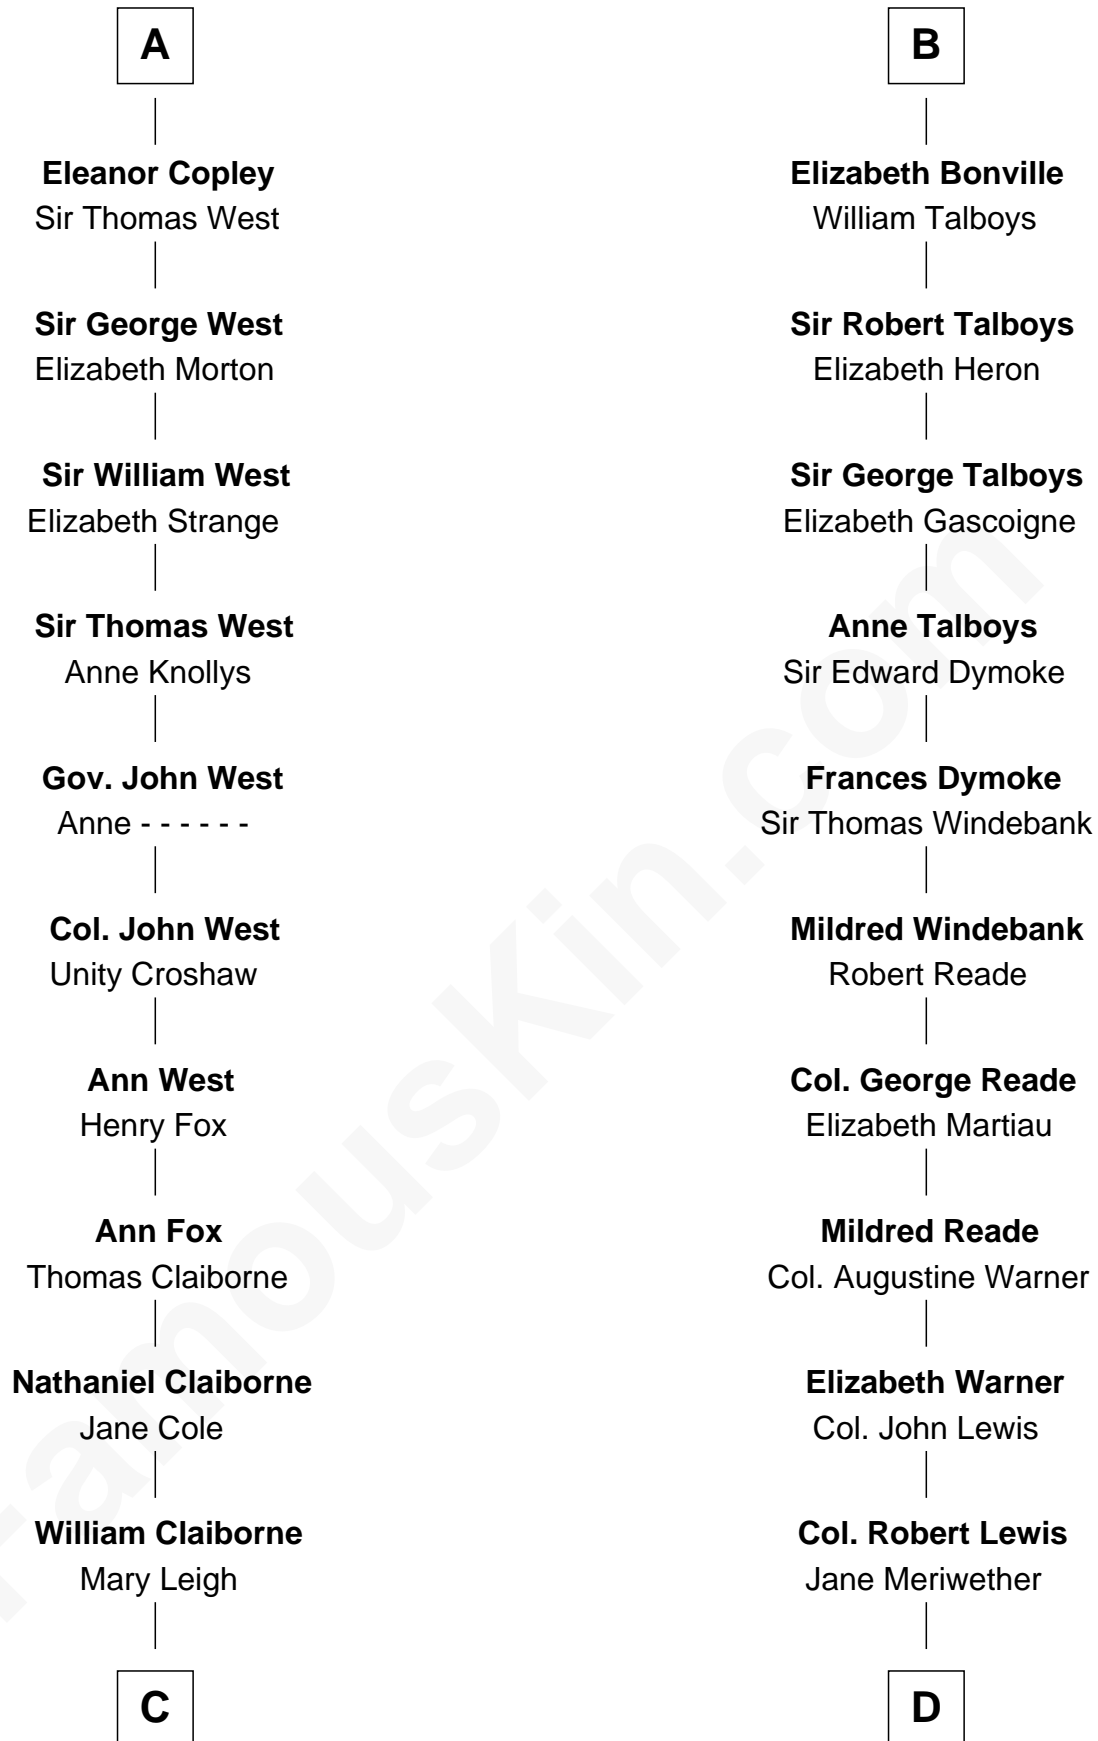 A
Eleanor Copley
Sir Thomas West
Sir George West
Elizabeth Morton
Sir William West
Elizabeth Strange
Sir Thomas West
Anne Knollys
Gov. John West
Anne - - - - - -
Col. John West
Unity Croshaw
Ann West
Henry Fox
Ann Fox
Thomas Claiborne
Nathaniel Claiborne
Jane Cole
William Claiborne
Mary Leigh
C
B
Elizabeth Bonville
William Talboys
Sir Robert Talboys
Elizabeth Heron
Sir George Talboys
Elizabeth Gascoigne
Anne Talboys
Sir Edward Dymoke
Frances Dymoke
Sir Thomas Windebank
Mildred Windebank
Robert Reade
Col. George Reade
Elizabeth Martiau
Mildred Reade
Col. Augustine Warner
Elizabeth Warner
Col. John Lewis
Col. Robert Lewis
Jane Meriwether
D
FamousKin.com